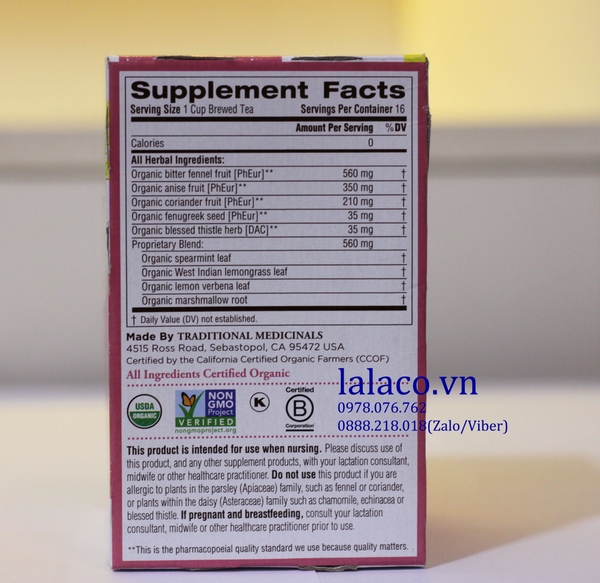 Supplement Facts
Serving Size 1 Cup Brewed Tea Servings Per Container 16
Amount Per Serving %DV
Calories 0
All Herbal Ingredients:
Organic bitter fennel fruit [PhEur]** 560 mg †
Organic anise fruit [PhEur]** 350 mg †
Organic coriander fruit [PhEur]** 210 mg †
Organic fenugreek seed [PhEur]** 35 mg †
Organic blessed thistle herb [DAC]** 35 mg †
Proprietary Blend: 560 mg
Organic spearmint leaf †
Organic West Indian lemongrass leaf †
Organic lemon verbena leaf †
Organic marshmallow root †
† Daily Value (DV) not established.
Made By TRADITIONAL MEDICINALS
4515 Ross Road, Sebastopol, CA 95472 USA
Certified by the California Certified Organic Farmers (CCOF)
All Ingredients Certified Organic
lalaco.vn
0978.076.762
0888.218.018(Zalo/Viber)
USDA
ORGANIC
NON
GMO
Project
VERIFIED
nongmoproject.org
K
Certified
B
Corporation
This product is intended for use when nursing. Please discuss use of
this product, and any other supplement products, with your lactation consultant,
midwife or other healthcare practitioner. Do not use this product if you are
allergic to plants in the parsley (Apiaceae) family, such as fennel or coriander,
or plants within the daisy (Asteraceae) family such as chamomile, echinacea or
blessed thistle. If pregnant and breastfeeding, consult your lactation
consultant, midwife or other healthcare practitioner prior to use.
**This is the pharmacopoeial quality standard we use because quality matters.